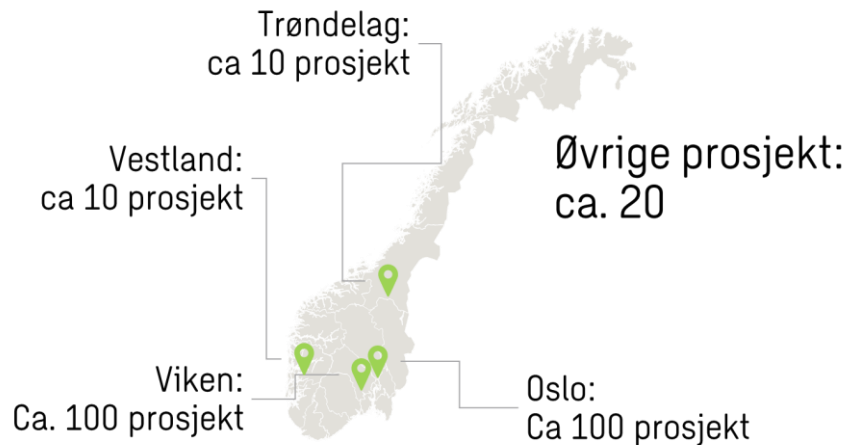 Trøndelag:
ca 10 prosjekt
Vestland:
ca 10 prosjekt
Øvrige prosjekt:
ca. 20
Viken:
Ca. 100 prosjekt
Oslo:
Ca 100 prosjekt